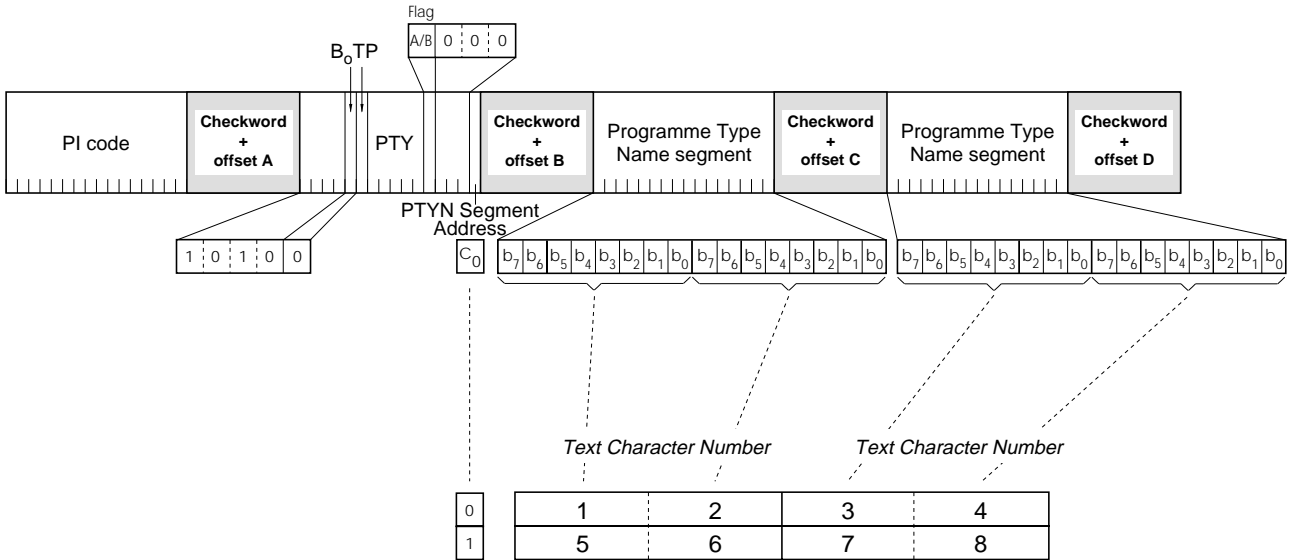 Flag
A/B 0 0 0
BoTP
PI code
Checkword
+
offset A
PTY
Checkword
+
offset B
Programme Type
Name segment
Checkword
+
offset C
Programme Type
Name segment
Checkword
+
offset D
PTYN Segment
Address
1 0 1 0 0
C0
b7 b6 b5 b4 b3 b2 b1 b0 b7 b6 b5 b4 b3 b2 b1 b0
b7 b6 b5 b4 b3 b2 b1 b0 b7 b6 b5 b4 b3 b2 b1 b0
Text Character Number
Text Character Number
0 1 2 3 4
1 5 6 7 8